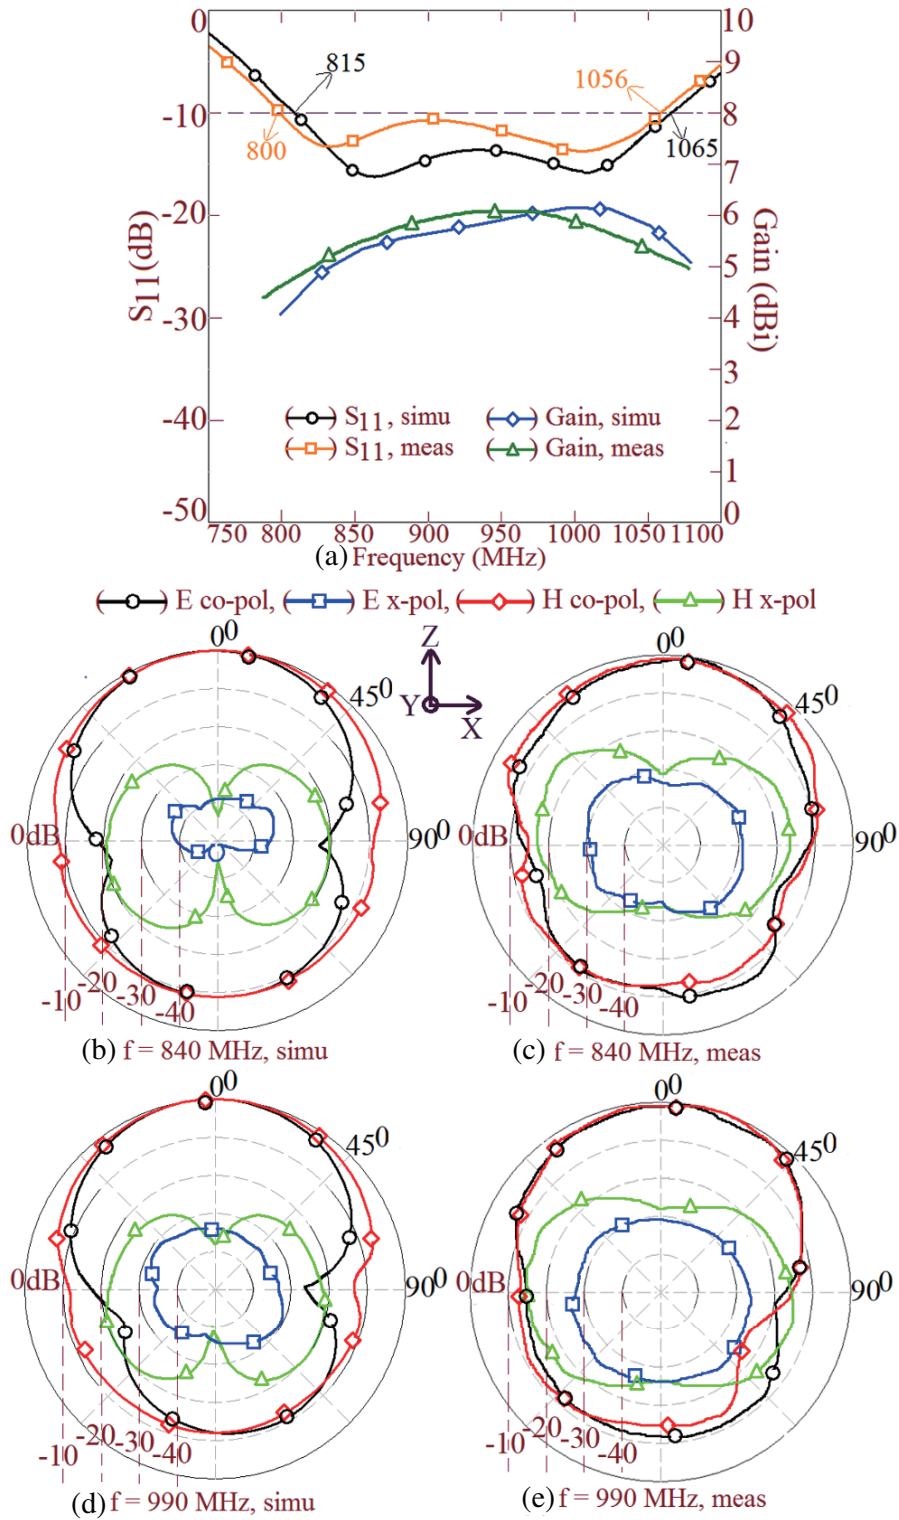 0 10
9
815
1056
-10 8
800
1065
7
-20 6
S11(dB)
Gain (dBi)
5
-30 4
3
(—) S11, simu (—) Gain, simu
-40 2
(—) S11, meas (—) Gain, meas
1
-50 0
750 800 850 900 950 1000 1050 1100
(a) Frequency (MHz)
(—) E co-pol, (—) E x-pol, (—) H co-pol, (—) H x-pol
0⁰ Z 0⁰
45⁰ Y X 45⁰
0dB 90⁰ 0dB 90⁰
-10 -20 -30 -40 -10 -20 -30 -40
(b) f = 840 MHz, simu (c) f = 840 MHz, meas
0⁰ 0⁰
45⁰ 45⁰
0dB 90⁰ 0dB 90⁰
-10 -20 -30 -40 -10 -20 -30 -40
(d) f = 990 MHz, simu (e) f = 990 MHz, meas